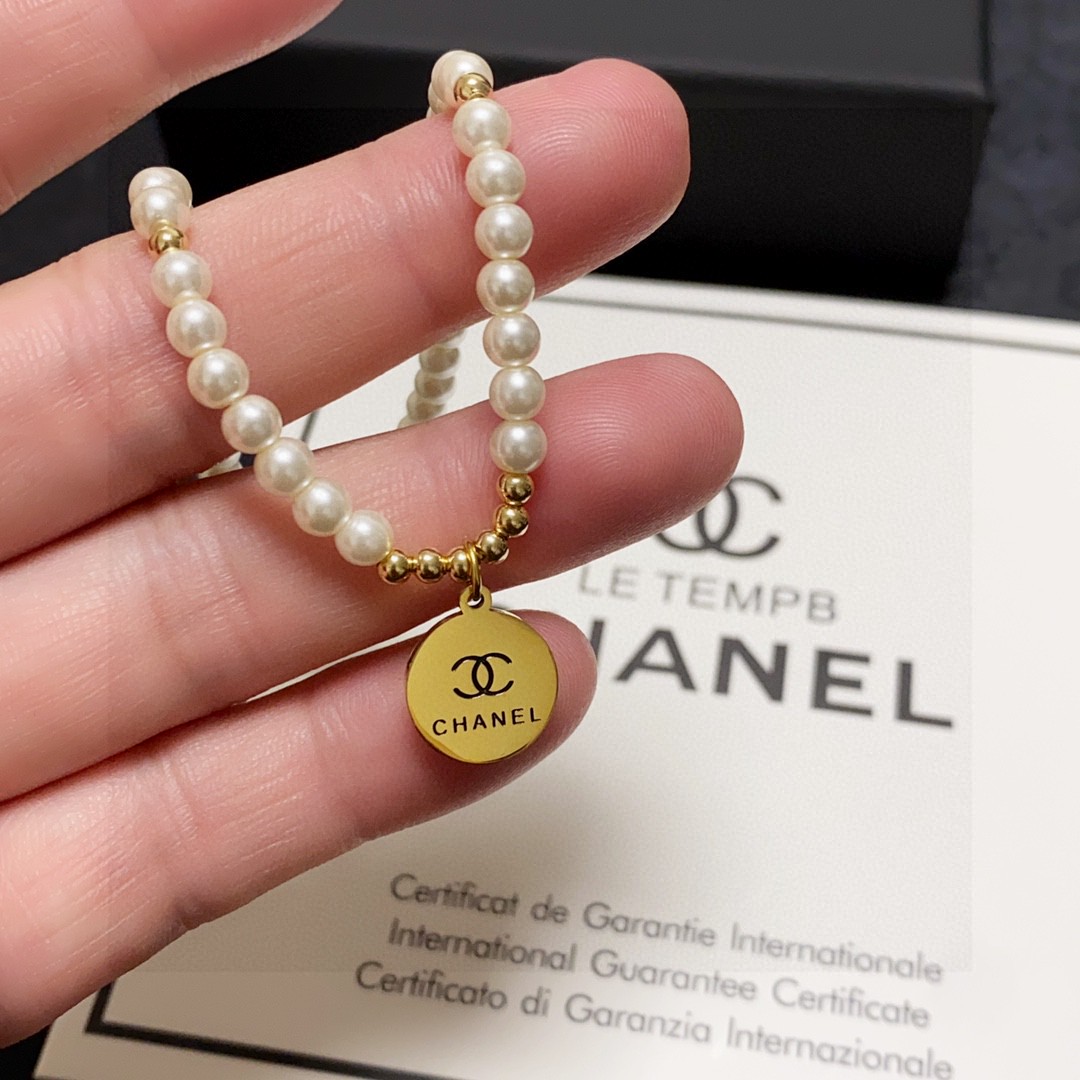 CHANEL
LE TEMPB
HANEL
Certificat de Garantie Internationale
International Guarantee Certificate
Certificato di Garanzia Internazionale